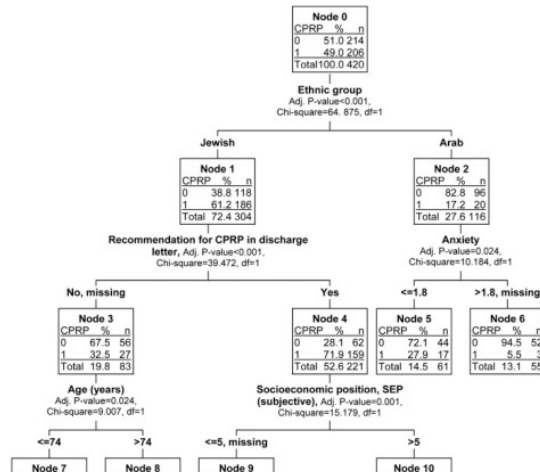 Node 0
CPRP % n
0 51.0 214
1 49.0 206
Total 100.0 420
Ethnic group
Adj. P-value<0.001,
Chi-square=64. 875, df=1
Jewish
Arab
Node 1
CPRP % n
0 38.8 118
1 61.2 186
Total 72.4 304
Node 2
CPRP % n
0 82.8 96
1 17.2 20
Total 27.6 116
Recommendation for CPRP in discharge
letter, Adj. P-value<0.001,
Chi-square=39.472, df=1
Anxiety
Adj. P-value=0.024,
Chi-square=10.184, df=1
No, missing
Yes
<=1.8
>1.8, missing
Node 3
CPRP % n
0 67.5 56
1 32.5 27
Total 19.8 83
Node 4
CPRP % n
0 28.1 62
1 71.9 159
Total 52.6 221
Node 5
CPRP % n
0 72.1 44
1 27.9 17
Total 14.5 61
Node 6
CPRP % n
0 94.5 52
1 5.5 3
Total 13.1 55
Age (years)
Adj. P-value=0.024,
Chi-square=9.007, df=1
Socioeconomic position, SEP
(subjective), Adj. P-value=0.001,
Chi-square=15.179, df=1
<=74
>74
<=5, missing
>5
Node 7
Node 8
Node 9
Node 10